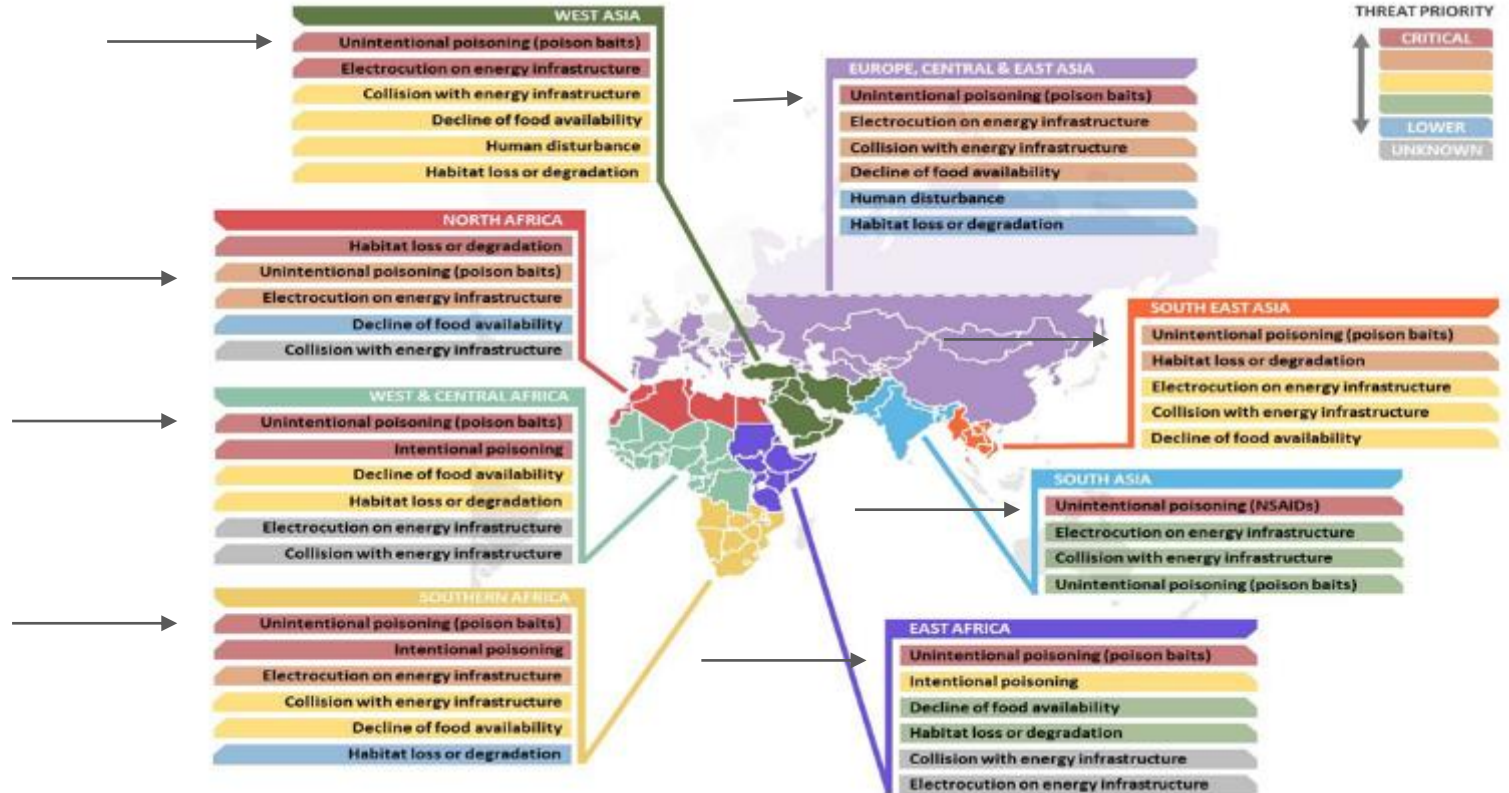 WEST ASIA
Unintentional poisoning (poison baits)
Electrocution on energy infrastructure
Collision with energy infrastructure
Decline of food availability
Human disturbance
Habitat loss or degradation
THREAT PRIORITY
CRITICAL
LOWER
UNKNOWN
EUROPE, CENTRAL & EAST ASIA
Unintentional poisoning (poison baits)
Electrocution on energy infrastructure
Collision with energy infrastructure
Decline of food availability
Human disturbance
Habitat loss or degradation
NORTH AFRICA
Habitat loss or degradation
Unintentional poisoning (poison baits)
Electrocution on energy infrastructure
Decline of food availability
Collision with energy infrastructure
SOUTH EAST ASIA
Unintentional poisoning (poison baits)
Habitat loss or degradation
Electrocution on energy infrastructure
Collision with energy infrastructure
Decline of food availability
WEST & CENTRAL AFRICA
Unintentional poisoning (poison baits)
Intentional poisoning
Decline of food availability
Habitat loss or degradation
Electrocution on energy infrastructure
Collision with energy infrastructure
SOUTH ASIA
Unintentional poisoning (NSAIDs)
Electrocution on energy infrastructure
Collision with energy infrastructure
Unintentional poisoning (poison baits)
SOUTHERN AFRICA
Unintentional poisoning (poison baits)
Intentional poisoning
Electrocution on energy infrastructure
Collision with energy infrastructure
Decline of food availability
Habitat loss or degradation
EAST AFRICA
Unintentional poisoning (poison baits)
Intentional poisoning
Decline of food availability
Habitat loss or degradation
Collision with energy infrastructure
Electrocution on energy infrastructure